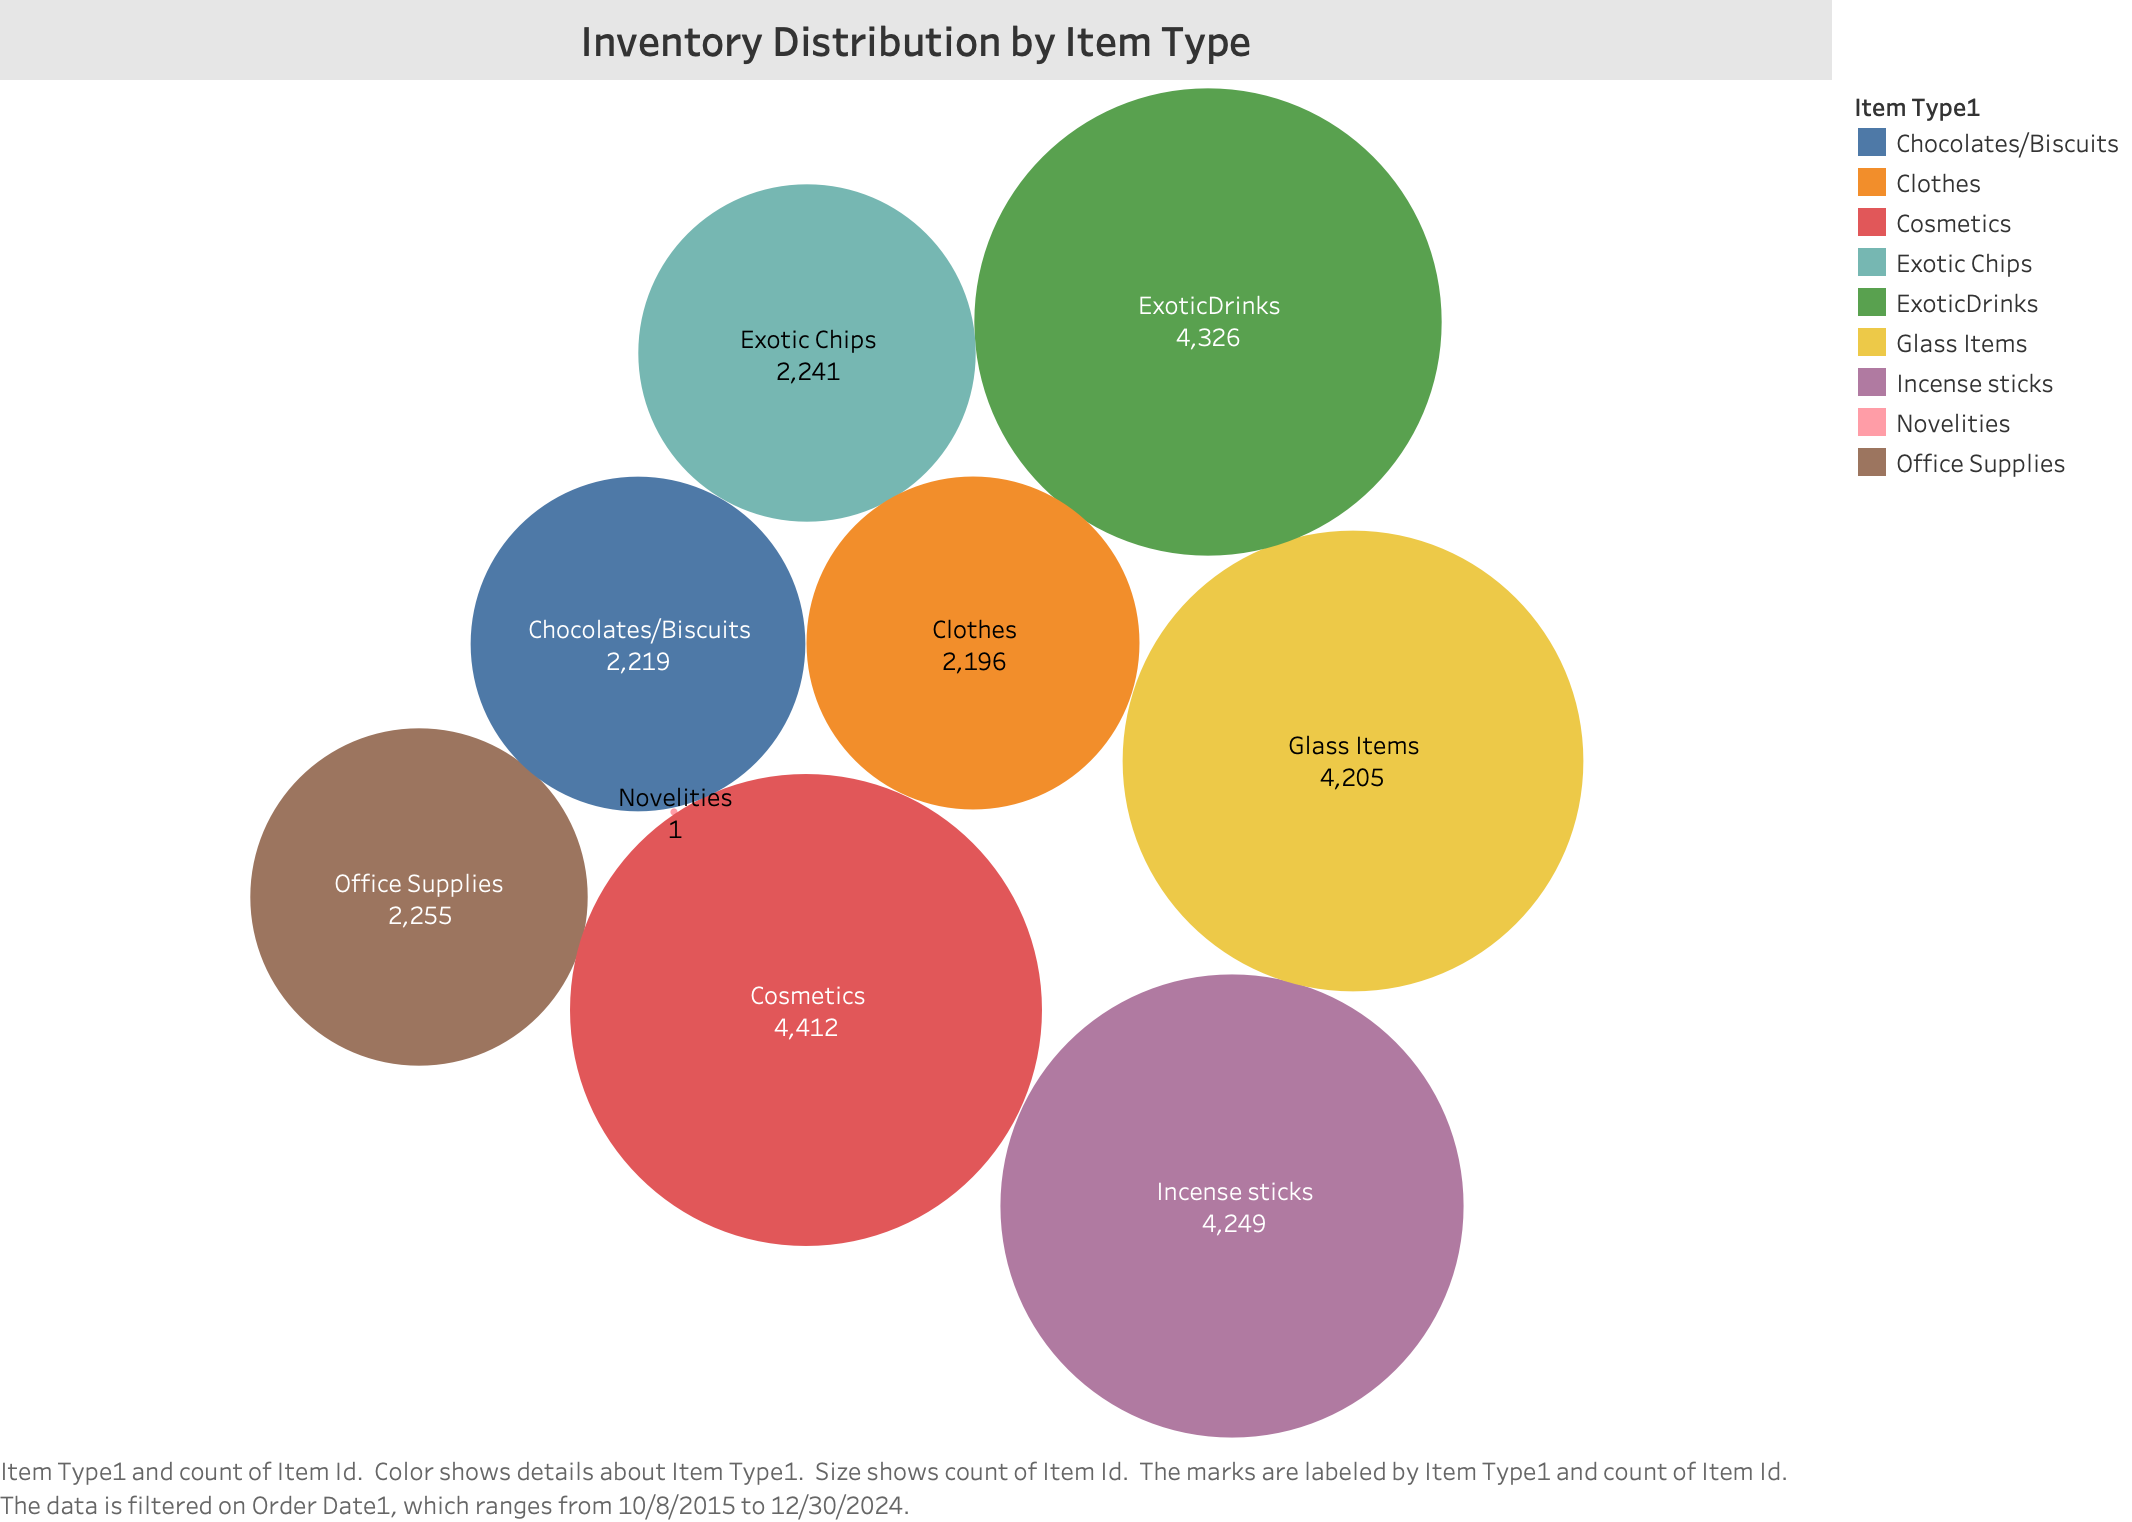 Inventory Distribution by Item Type
Item Type1
Chocolates/Biscuits
Clothes
Cosmetics
Exotic Chips
ExoticDrinks
Glass Items
Incense sticks
Novelities
Office Supplies
ExoticDrinks
4,326
Exotic Chips
2,241
Chocolates/Biscuits
2,219
Clothes
2,196
Glass Items
4,205
Novelities
1
Office Supplies
2,255
Cosmetics
4,412
Incense sticks
4,249
Item Type1 and count of Item Id.  Color shows details about Item Type1.  Size shows count of Item Id.  The marks are labeled by Item Type1 and count of Item Id.
The data is filtered on Order Date1, which ranges from 10/8/2015 to 12/30/2024.